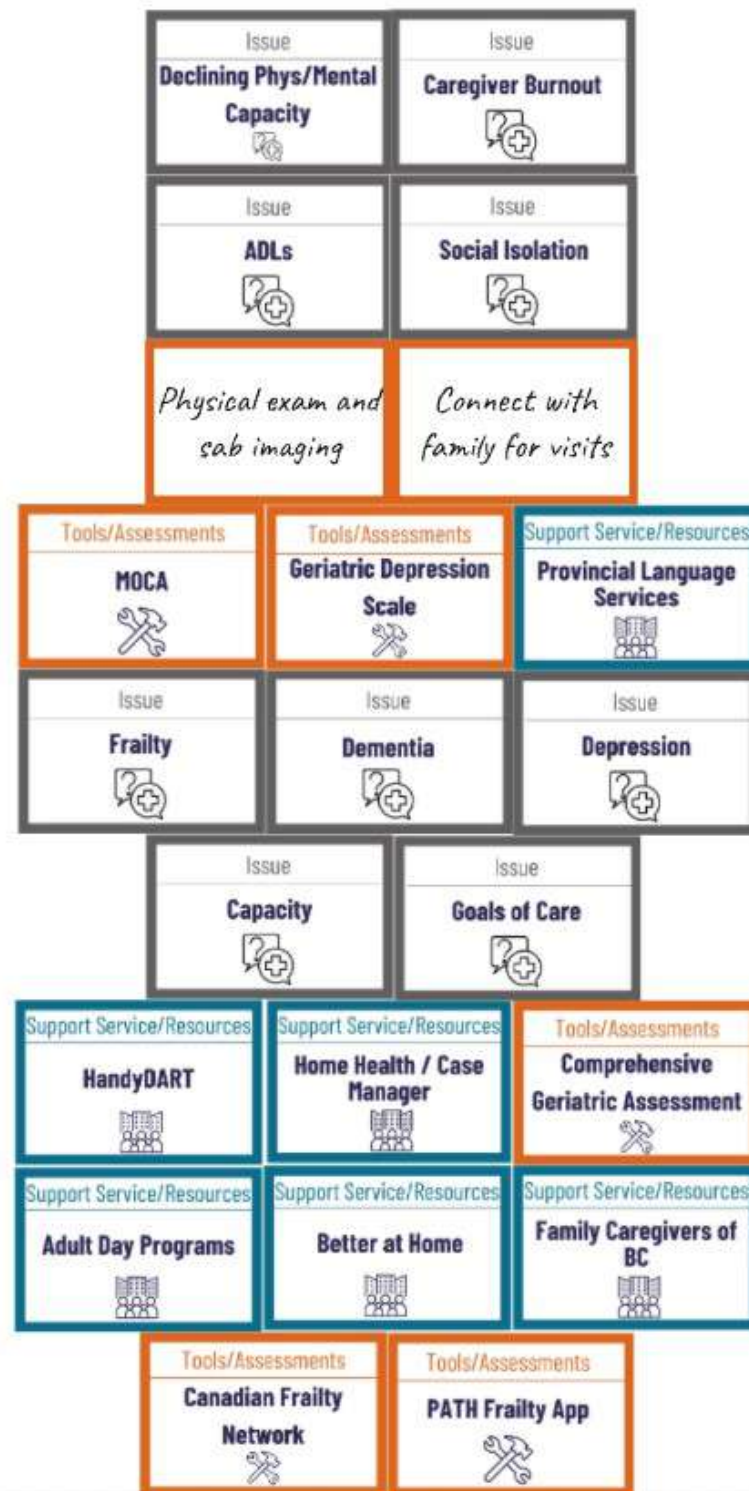 Issue
Declining Phys/Mental
Capacity
Issue
Caregiver Burnout
Issue
ADLs
Issue
Social Isolation
Physical exam and
sab imaging
Connect with
family for visits
Tools/Assessments
MOCA
Tools/Assessments
Geriatric Depression
Scale
Support Service/Resources
Provincial Language
Services
Issue
Frailty
Issue
Dementia
Issue
Depression
Issue
Capacity
Issue
Goals of Care
Support Service/Resources
HandyDART
Support Service/Resources
Home Health / Case
Manager
Tools/Assessments
Comprehensive
Geriatric Assessment
Support Service/Resources
Adult Day Programs
Support Service/Resources
Better at Home
Support Service/Resources
Family Caregivers of
BC
Tools/Assessments
Canadian Frailty
Network
Tools/Assessments
PATH Frailty App